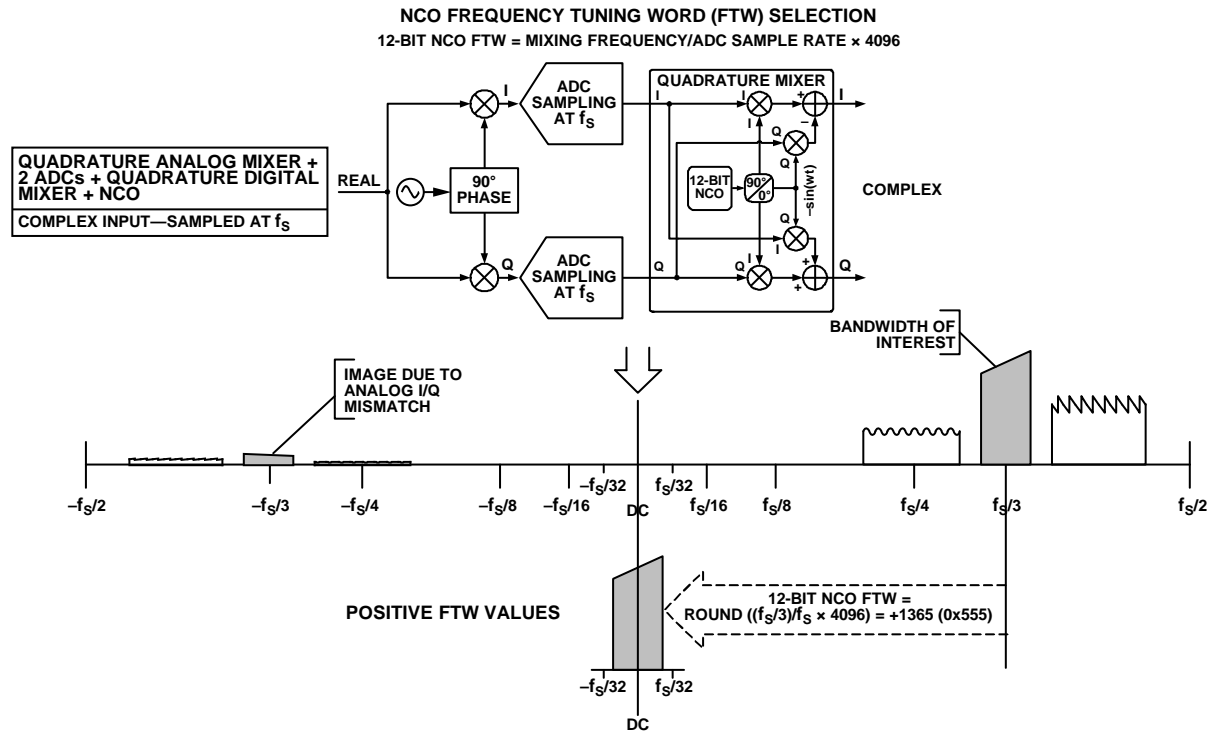 NCO FREQUENCY TUNING WORD (FTW) SELECTION
12-BIT NCO FTW = MIXING FREQUENCY/ADC SAMPLE RATE × 4096
QUADRATURE ANALOG MIXER +
2 ADCs + QUADRATURE DIGITAL
MIXER + NCO
COMPLEX INPUT—SAMPLED AT fS
REAL
90°
PHASE
I
Q
ADC
SAMPLING
AT fS
ADC
SAMPLING
AT fS
QUADRATURE MIXER
I
I
+
I
–
Q
Q
12-BIT
NCO
90°
0°
–sin(wt)
COMPLEX
Q
I
+
Q
Q
I
+
Q
BANDWIDTH OF
INTEREST
IMAGE DUE TO
ANALOG I/Q
MISMATCH
–fS/2
–fS/3
–fS/4
–fS/8
–fS/16
–fS/32
DC
fS/32
fS/16
fS/8
fS/4
fS/3
fS/2
POSITIVE FTW VALUES
12-BIT NCO FTW =
ROUND ((fS/3)/fS × 4096) = +1365 (0x555)
–fS/32
fS/32
DC